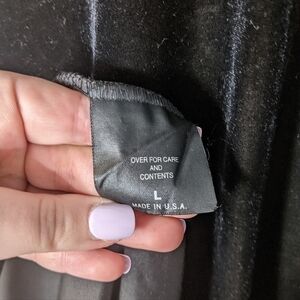 OVER FOR CARE
AND
CONTENTS
L
MADE IN U.S.A.